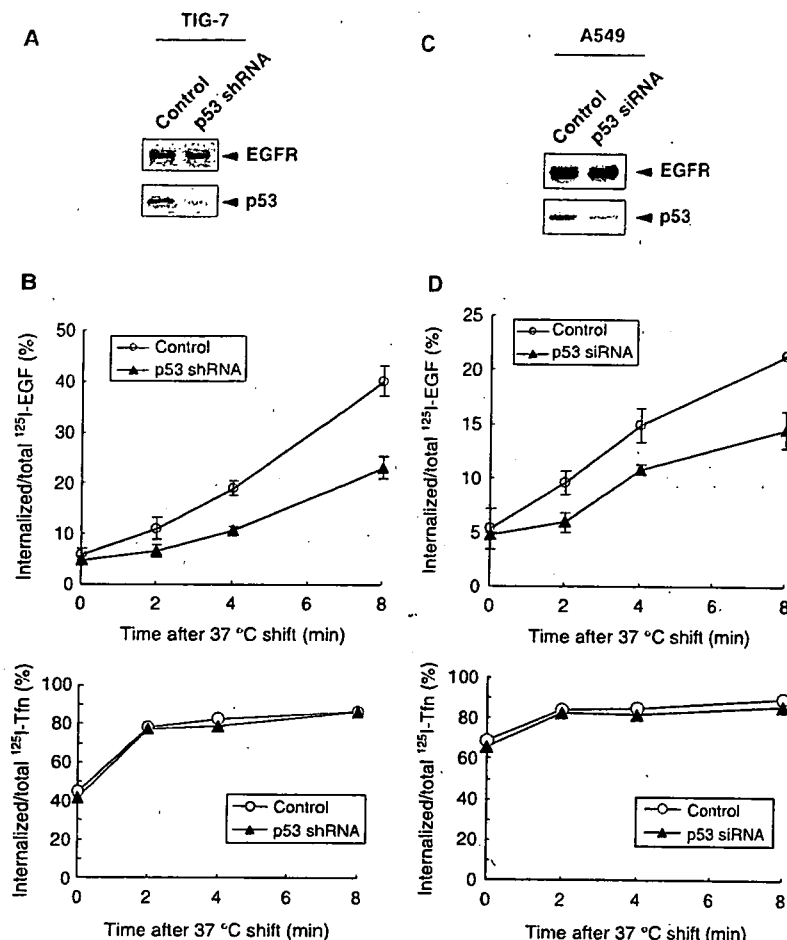 A
TIG-7
Control
p53 shRNA
EGFR
p53
C
A549
Control
p53 siRNA
EGFR
p53
B
Internalized/total ¹²⁵I-EGF (%)
50
40
30
20
10
0
Control
p53 shRNA
0 2 4 6 8
Time after 37 °C shift (min)
Internalized/total ¹²⁵I-Tfn (%)
100
80
60
40
20
0
Control
p53 shRNA
0 2 4 6 8
Time after 37 °C shift (min)
D
Internalized/total ¹²⁵I-EGF (%)
25
20
15
10
5
0
Control
p53 siRNA
0 2 4 6 8
Time after 37 °C shift (min)
Internalized/total ¹²⁵I-Tfn (%)
100
80
60
40
20
0
Control
p53 siRNA
0 2 4 6 8
Time after 37 °C shift (min)